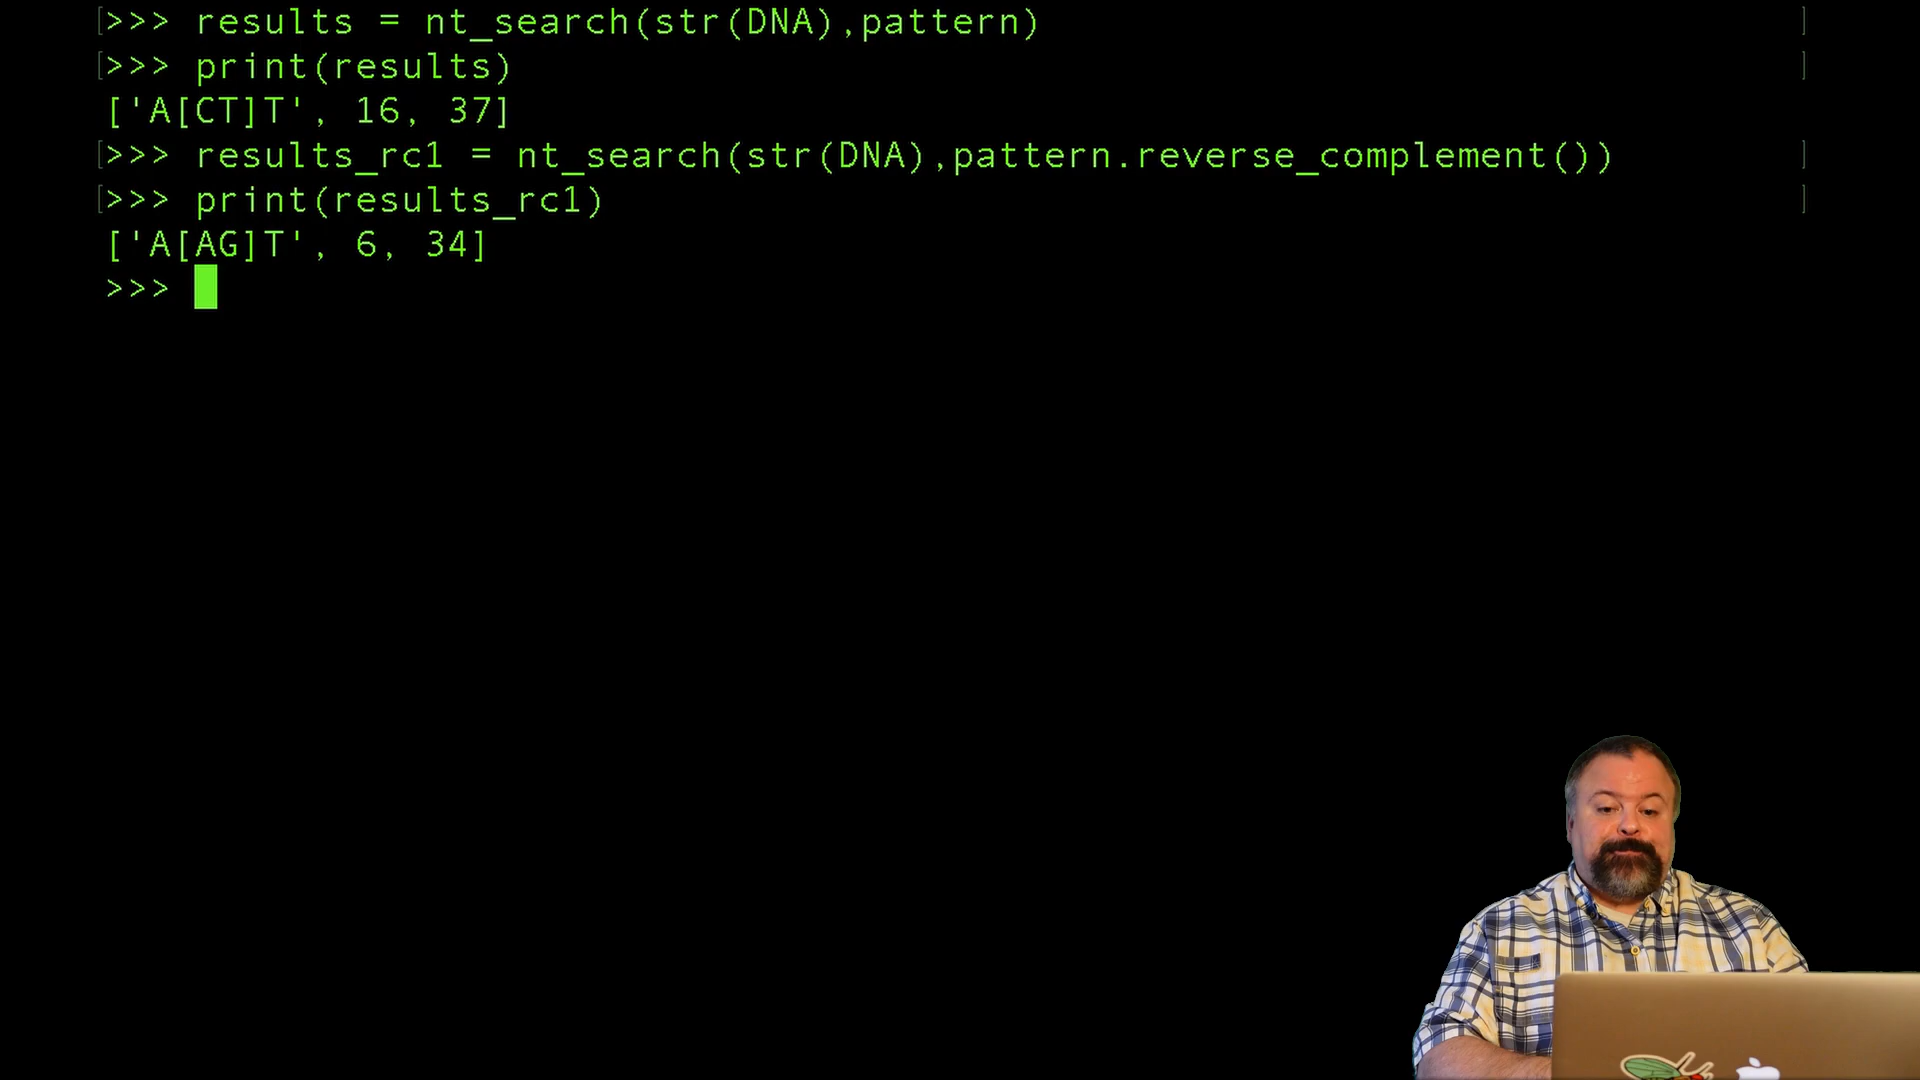 >>> results = nt_search(str(DNA),pattern)
>>> print(results)
['A[CT]T', 16, 37]
>>> results_rc1 = nt_search(str(DNA),pattern.reverse_complement())
>>> print(results_rc1)
['A[AG]T', 6, 34]
>>>